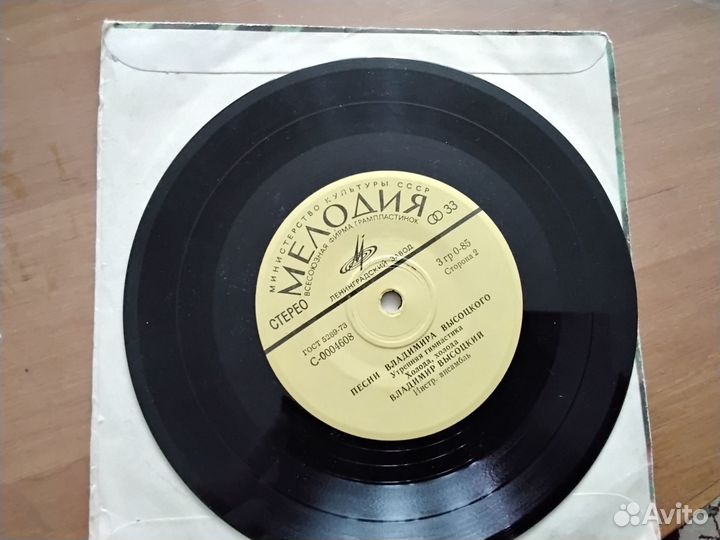 МИНИСТЕРСТВО КУЛЬТУРЫ СССР
МЕЛОДИЯ
ВСЕСОЮЗНАЯ ФИРМА ГРАМПЛАСТИНОК
33
СТЕРЕО
ЛЕНИНГРАДСКИЙ ЗАВОД
3 гр 0-85
Сторона 2
ГОСТ 5289-73
С-0004608
ПЕСНИ ВЛАДИМИРА ВЫСОЦКОГО
Утренняя гимнастика
Холода, холода
ВЛАДИМИР ВЫСОЦКИЙ
Инстр. ансамбль
Avito